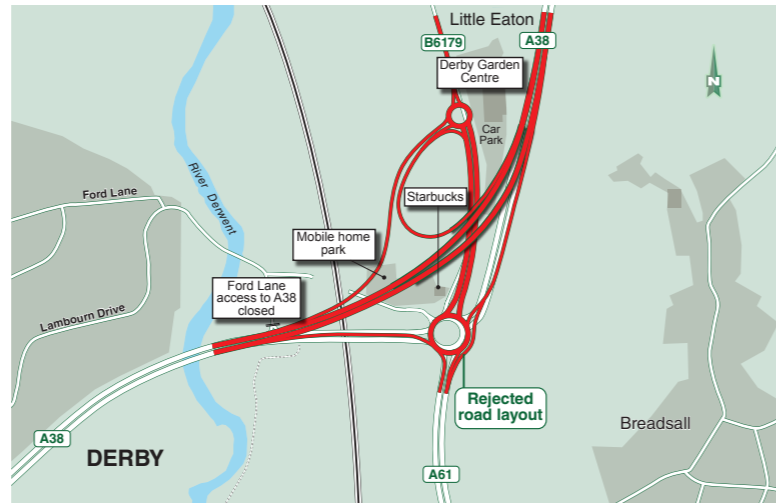 Little Eaton
B6179
A38
Derby Garden
Centre
N
Car
Park
Ford Lane
River Derwent
Starbucks
Mobile home
park
Ford Lane
access to A38
closed
Lambourn Drive
Rejected
road layout
Breadsall
A38
DERBY
A61